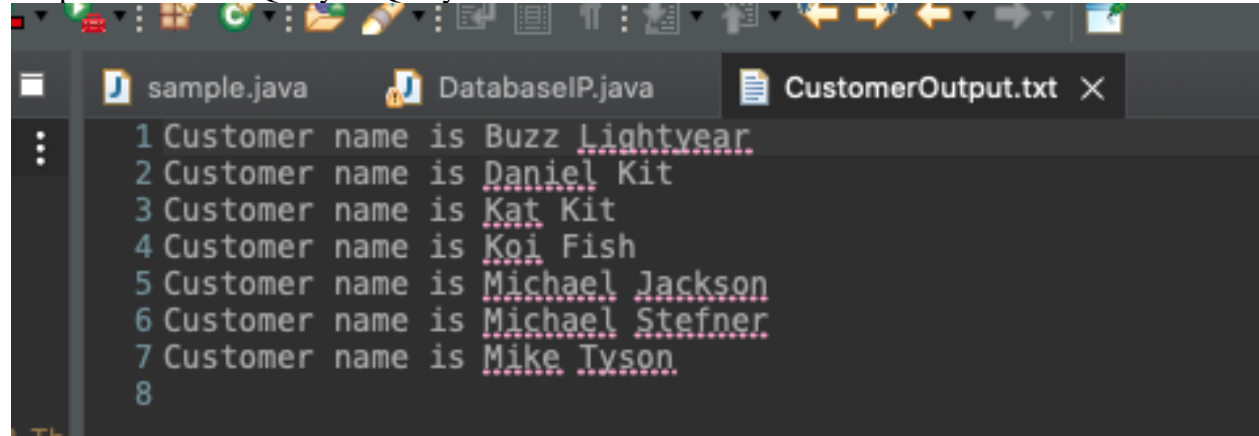 sample.java DatabaseIP.java CustomerOutput.txt
1 Customer name is Buzz Lightyear
2 Customer name is Daniel Kit
3 Customer name is Kat Kit
4 Customer name is Koi Fish
5 Customer name is Michael Jackson
6 Customer name is Michael Stefner
7 Customer name is Mike Tyson
8